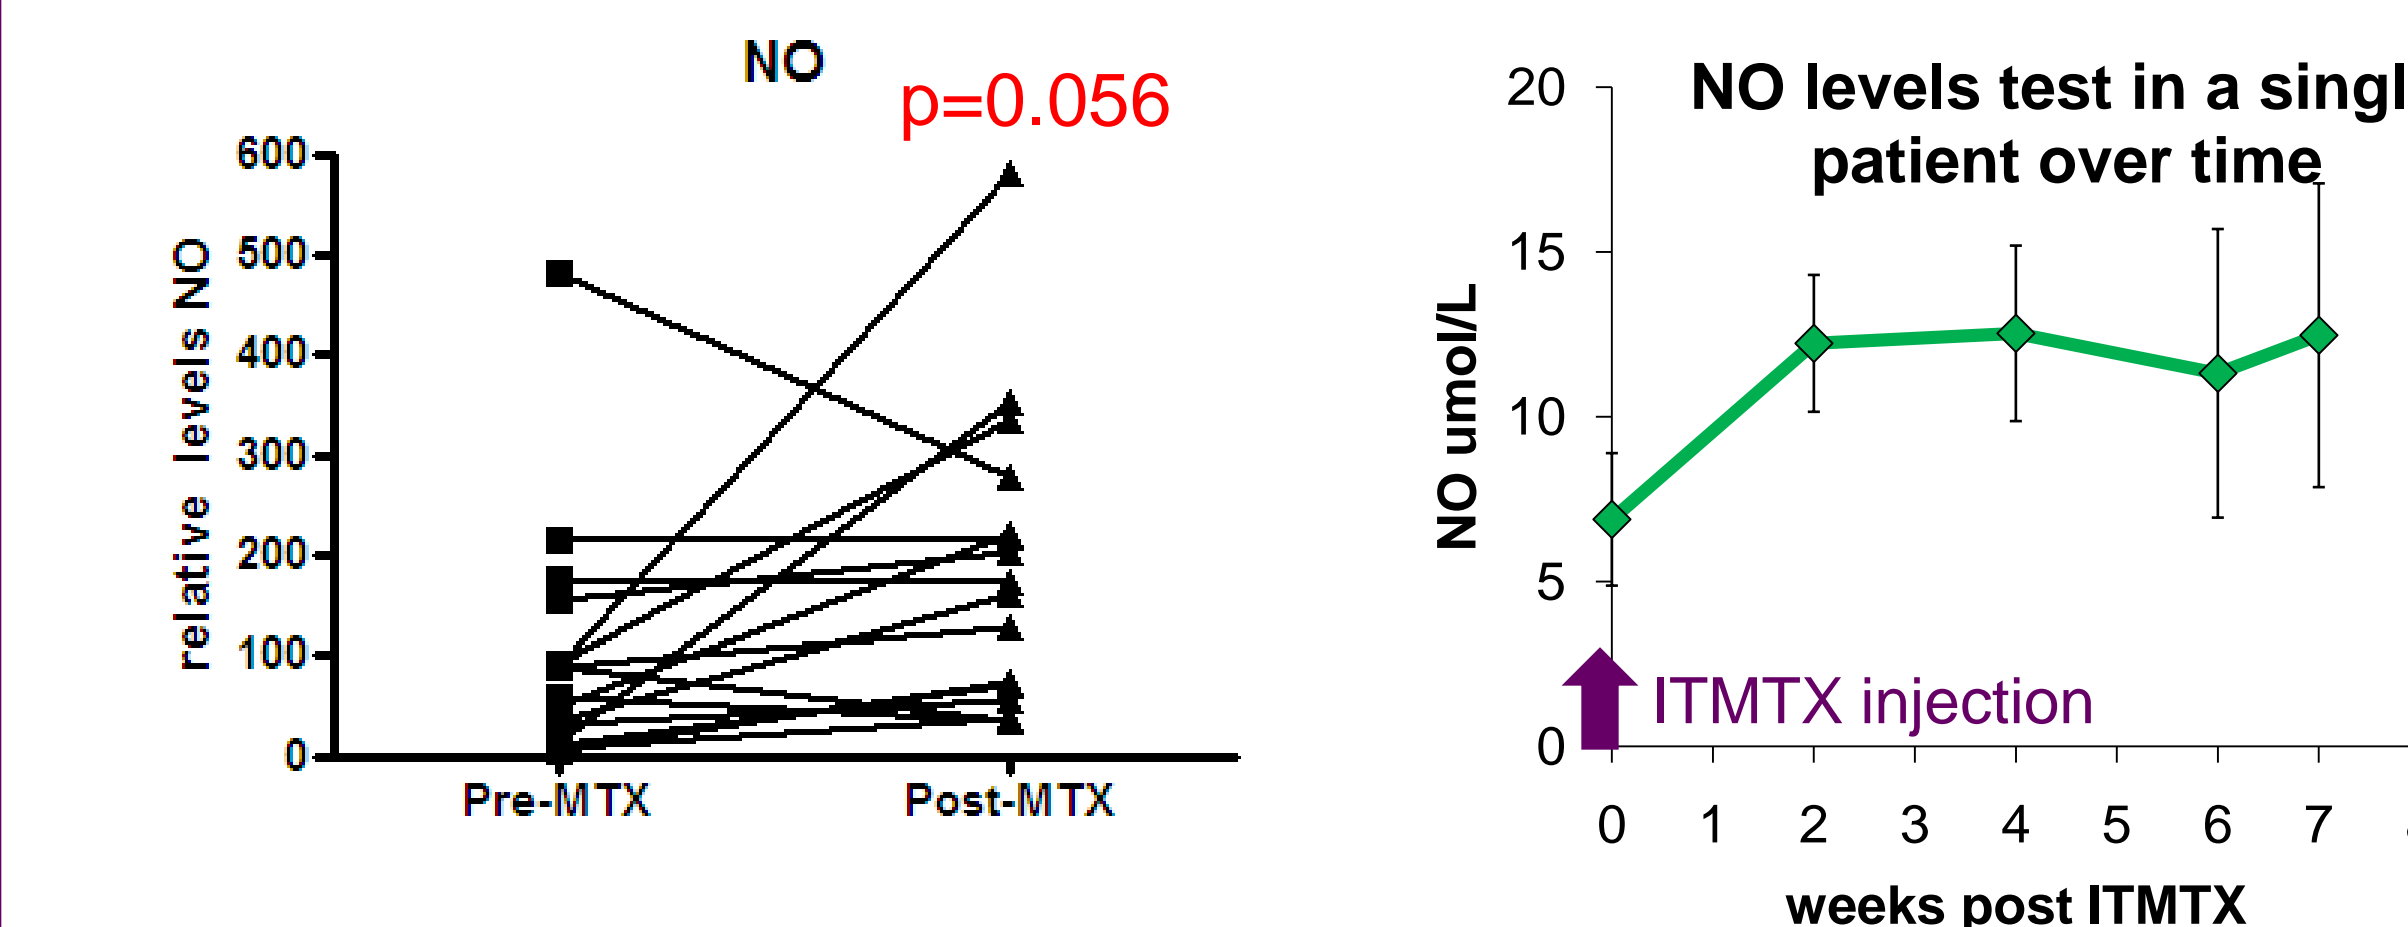 NO
p=0.056
600
500
400
300
200
100
0
relative levels NO
Pre-MTX Post-MTX
NO levels test in a singl
patient over time
20
15
10
5
0
NO umol/L
ITMTX injection
0 1 2 3 4 5 6 7
weeks post ITMTX